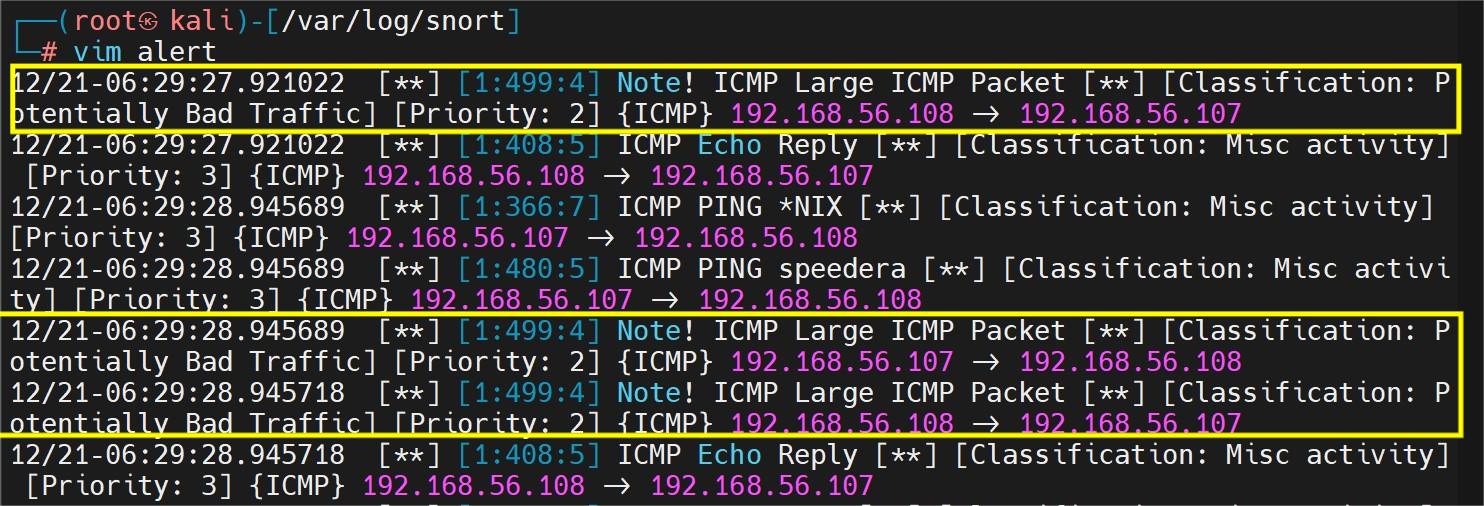 ┌──(root㉿kali)-[/var/log/snort]
└─# vim alert
12/21-06:29:27.921022  [**] [1:499:4] Note! ICMP Large ICMP Packet [**] [Classification: P
otentially Bad Traffic] [Priority: 2] {ICMP} 192.168.56.108 → 192.168.56.107
12/21-06:29:27.921022  [**] [1:408:5] ICMP Echo Reply [**] [Classification: Misc activity]
 [Priority: 3] {ICMP} 192.168.56.108 → 192.168.56.107
12/21-06:29:28.945689  [**] [1:366:7] ICMP PING *NIX [**] [Classification: Misc activity]
[Priority: 3] {ICMP} 192.168.56.107 → 192.168.56.108
12/21-06:29:28.945689  [**] [1:480:5] ICMP PING speedera [**] [Classification: Misc activi
ty] [Priority: 3] {ICMP} 192.168.56.107 → 192.168.56.108
12/21-06:29:28.945689  [**] [1:499:4] Note! ICMP Large ICMP Packet [**] [Classification: P
otentially Bad Traffic] [Priority: 2] {ICMP} 192.168.56.107 → 192.168.56.108
12/21-06:29:28.945718  [**] [1:499:4] Note! ICMP Large ICMP Packet [**] [Classification: P
otentially Bad Traffic] [Priority: 2] {ICMP} 192.168.56.108 → 192.168.56.107
12/21-06:29:28.945718  [**] [1:408:5] ICMP Echo Reply [**] [Classification: Misc activity]
 [Priority: 3] {ICMP} 192.168.56.108 → 192.168.56.107